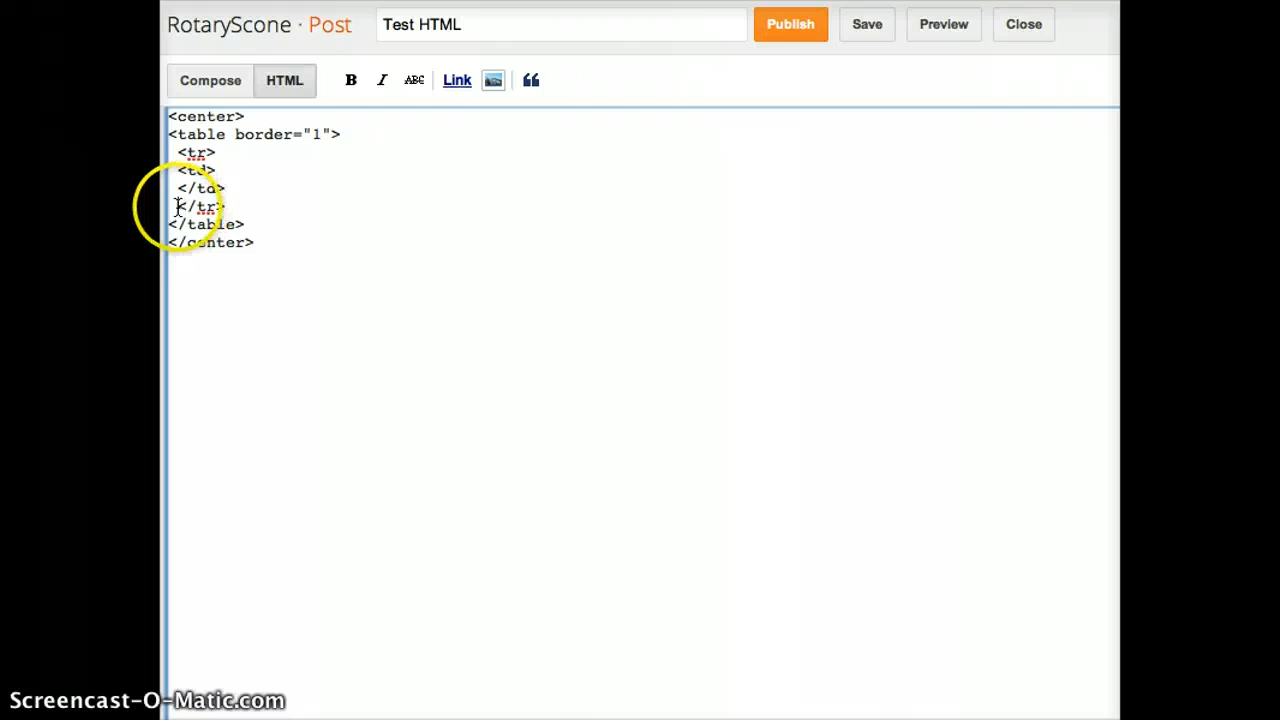 RotaryScone · Post Test HTML Publish Save Preview Close
Compose HTML B I ABC Link “
<center>
<table border="1">
<tr>
<td>
</td>
</tr>
</table>
</center>
Screencast-O-Matic.com